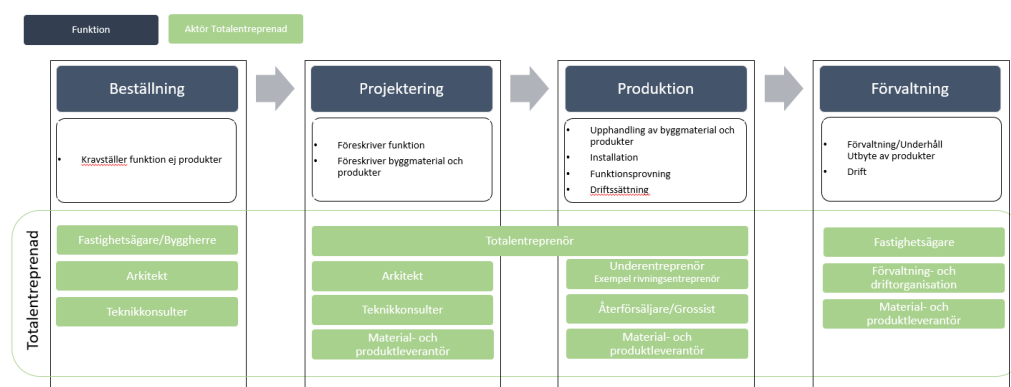 Funktion
Aktör Totalentreprenad
Beställning
Projektering
Produktion
Förvaltning
• Kravställer funktion ej produkter
• Föreskriver funktion
• Föreskriver byggmaterial och
produkter
• Upphandling av byggmaterial och
produkter
• Installation
• Funktionsprovning
• Driftssättning
• Förvaltning/Underhåll
Utbyte av produkter
• Drift
Totalentreprenad
Fastighetsägare/Byggherre
Arkitekt
Teknikkonsulter
Totalentreprenör
Arkitekt
Teknikkonsulter
Material- och
produktleverantör
Underentreprenör
Exempel rivningsentreprenör
Återförsäljare/Grossist
Material- och
produktleverantör
Fastighetsägare
Förvaltning- och
driftorganisation
Material- och
produktleverantör